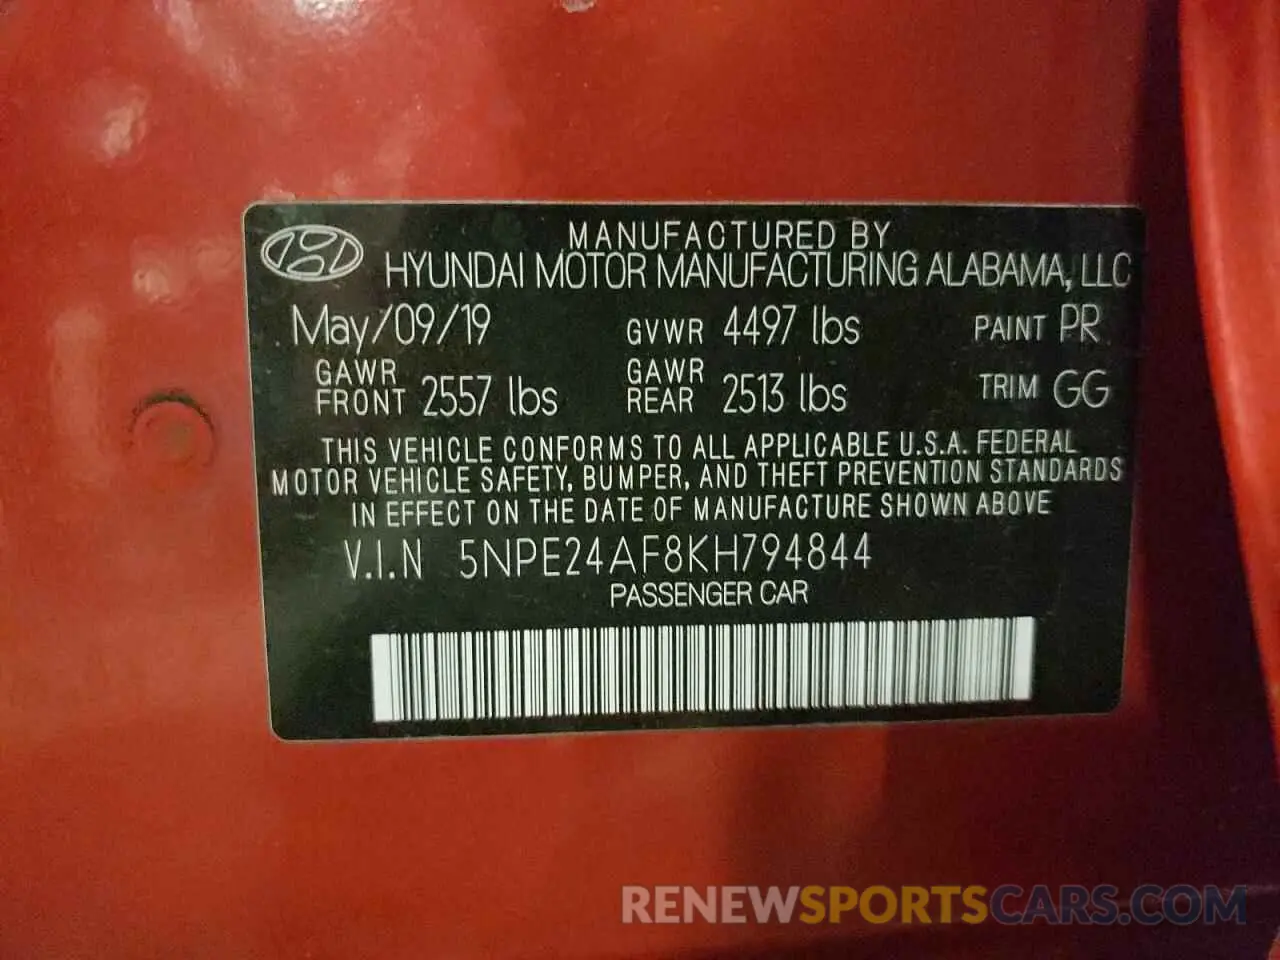 MANUFACTURED BY
HYUNDAI MOTOR MANUFACTURING ALABAMA, LLC
May/09/19 GVWR 4497 lbs PAINT PR
GAWR FRONT 2557 lbs GAWR REAR 2513 lbs TRIM GG
THIS VEHICLE CONFORMS TO ALL APPLICABLE U.S.A. FEDERAL
MOTOR VEHICLE SAFETY, BUMPER, AND THEFT PREVENTION STANDARDS
IN EFFECT ON THE DATE OF MANUFACTURE SHOWN ABOVE
V.I.N 5NPE24AF8KH794844
PASSENGER CAR
RENEWSPORTSCARS.COM